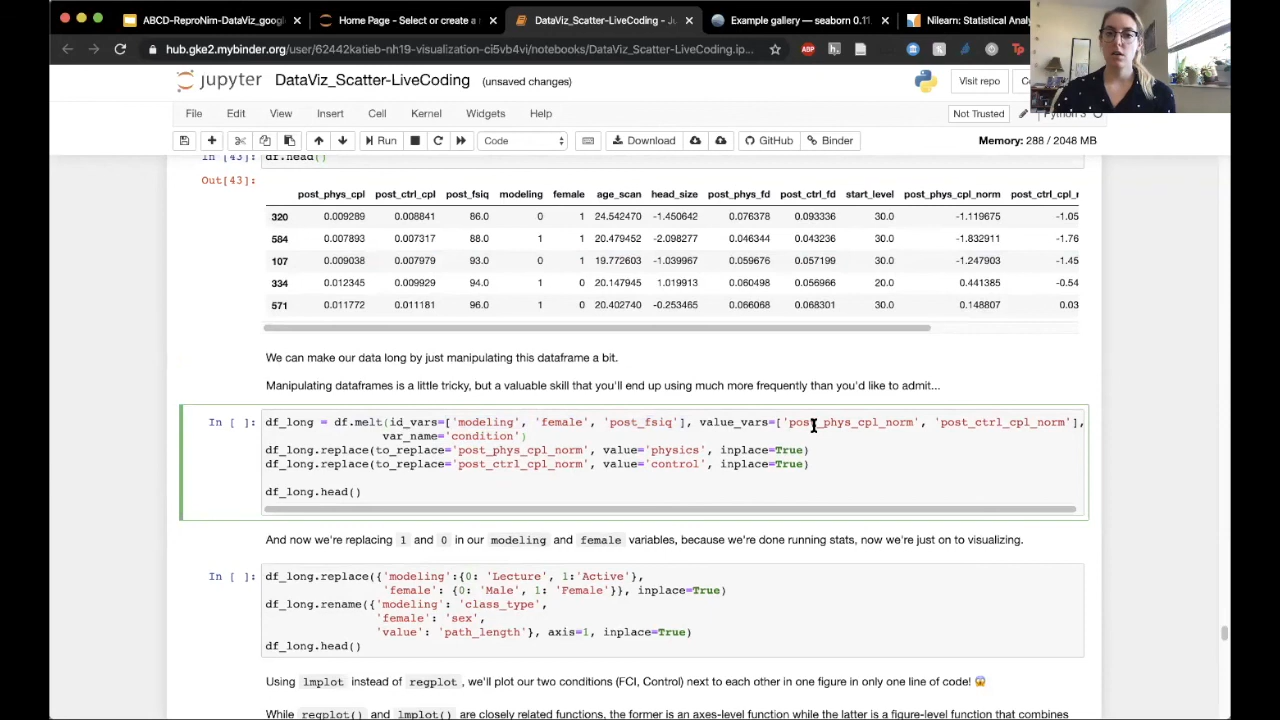 ABCD-ReproNim-DataViz_goog
Home Page - Select or create a
DataViz_Scatter-LiveCoding - Ju
Example gallery — seaborn 0.11.
Nilearn: Statistical Analy
hub.gke2.mybinder.org/user/62442katieb-nh19-visualization-ci5vb4vi/notebooks/DataViz_Scatter-LiveCoding.ip...
ABP
h.
Tp
jupyter DataViz_Scatter-LiveCoding (unsaved changes)
Visit repo
File Edit View Insert Cell Kernel Widgets Help
Not Trusted
Python 3
Run Code Download GitHub Binder Memory: 288 / 2048 MB
In [43]: df.head()
Out[43]:
post_phys_cpl post_ctrl_cpl post_fsiq modeling female age_scan head_size post_phys_fd post_ctrl_fd start_level post_phys_cpl_norm post_ctrl_cpl_r
320 0.009289 0.008841 86.0 0 1 24.542470 -1.450642 0.076378 0.093336 30.0 -1.119675 -1.05
584 0.007893 0.007317 88.0 1 1 20.479452 -2.098277 0.046344 0.043236 30.0 -1.832911 -1.76
107 0.009038 0.007979 93.0 1 1 19.772603 -1.039967 0.059676 0.057199 30.0 -1.247903 -1.45
334 0.012345 0.009929 94.0 1 0 20.147945 1.019913 0.060498 0.056966 20.0 0.441385 -0.54
571 0.011772 0.011181 96.0 1 0 20.402740 -0.253465 0.066068 0.068301 30.0 0.148807 0.03
We can make our data long by just manipulating this dataframe a bit.
Manipulating dataframes is a little tricky, but a valuable skill that you'll end up using much more frequently than you'd like to admit...
In [ ]: df_long = df.melt(id_vars=['modeling', 'female', 'post_fsiq'], value_vars=['post_phys_cpl_norm', 'post_ctrl_cpl_norm'],
var_name='condition')
df_long.replace(to_replace='post_phys_cpl_norm', value='physics', inplace=True)
df_long.replace(to_replace='post_ctrl_cpl_norm', value='control', inplace=True)
df_long.head()
And now we're replacing 1 and 0 in our modeling and female variables, because we're done running stats, now we're just on to visualizing.
In [ ]: df_long.replace({'modeling':{0: 'Lecture', 1:'Active'},
'female': {0: 'Male', 1: 'Female'}}, inplace=True)
df_long.rename({'modeling': 'class_type',
'female': 'sex',
'value': 'path_length'}, axis=1, inplace=True)
df_long.head()
Using lmplot instead of regplot, we'll plot our two conditions (FCI, Control) next to each other in one figure in only one line of code! 😱
While regplot() and lmplot() are closely related functions, the former is an axes-level function while the latter is a figure-level function that combines